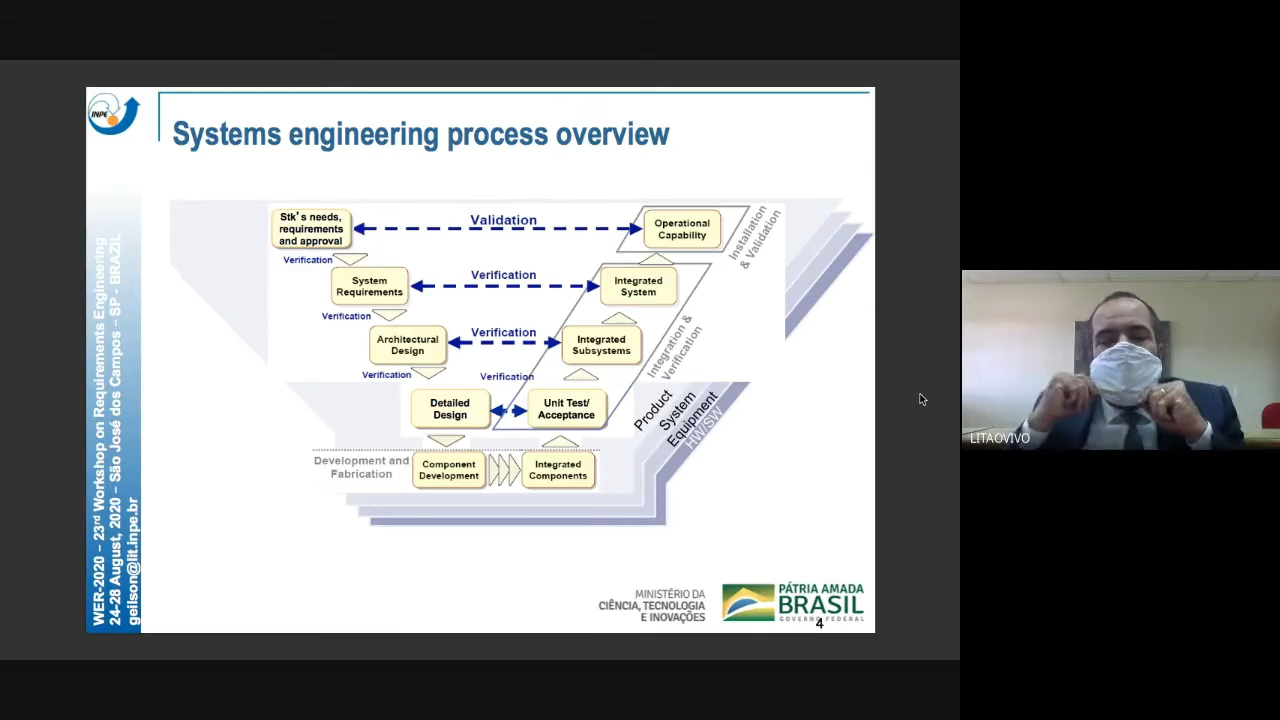 INPE
Systems engineering process overview
Stk's needs,
requirements
and approval
Validation
Operational
Capability
Installation
& Validation
Verification
System
Requirements
Verification
Integrated
System
Verification
Architectural
Design
Verification
Integrated
Subsystems
Integration &
Verification
Verification
Verification
Detailed
Design
Unit Test/
Acceptance
Product
System
Equipment
HW/SW
Development and
Fabrication
Component
Development
Integrated
Components
WER-2020 – 23rd Workshop on Requirements Engineering
24-28 August, 2020 – São José dos Campos – SP - BRAZIL
geilson@lit.inpe.br
MINISTÉRIO DA
CIÊNCIA, TECNOLOGIA
E INOVAÇÕES
PÁTRIA AMADA
BRASIL
GOVERNO FEDERAL
4
LITAOVIVO